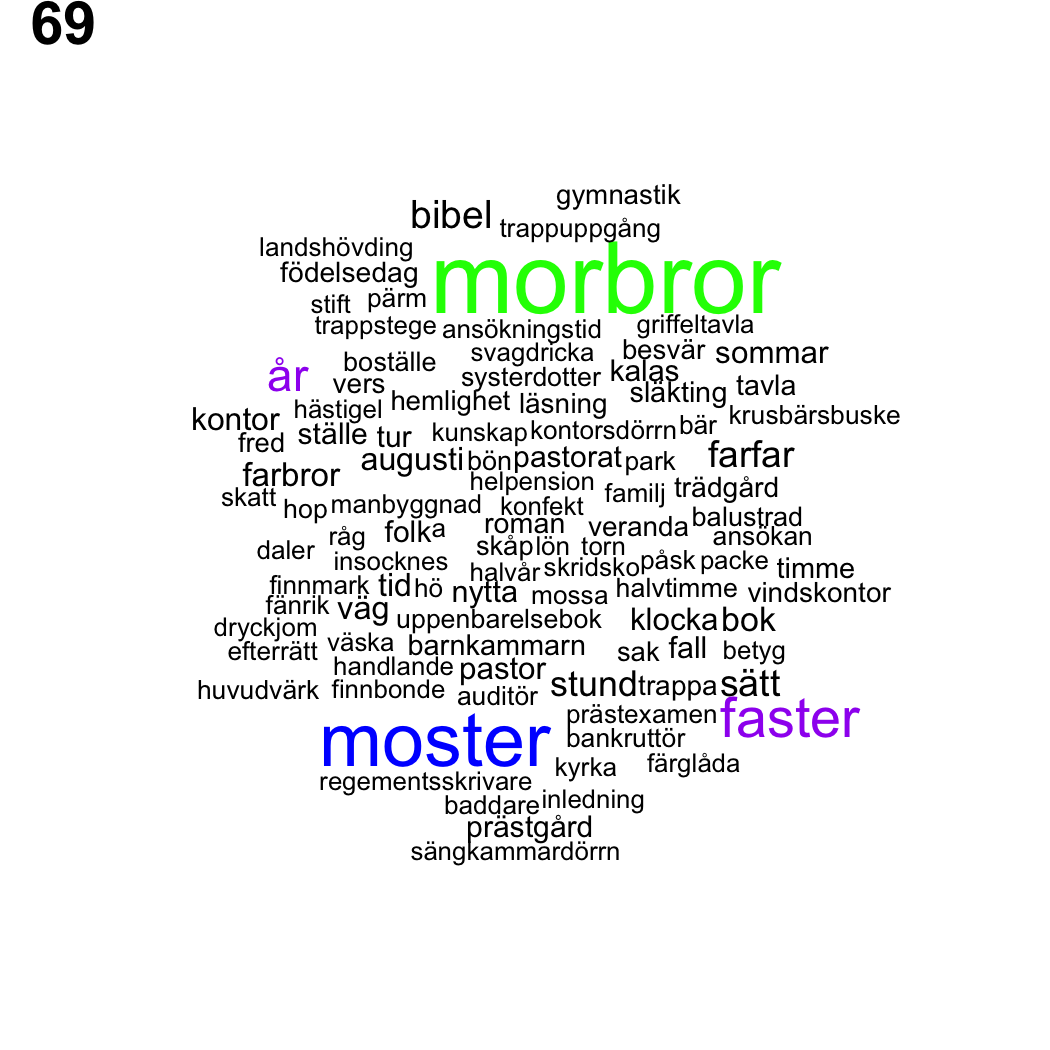 69
gymnastik
bibel trappuppgång
landshövding
födelsedag morbror
stift pärm
trappstege ansökningstid griffeltavla
svagdricka besvär sommar
år boställe systerdotter kalas
vers släkting tavla
kontor hästigel hemlighet läsning krusbärsbuske
fred ställe tur kunskap kontorsdörrn bär
farbror augusti bön pastorat park farfar
skatt helpension familj trädgård
hop manbyggnad konfekt
råg folka roman veranda balustrad
daler skåp lön torn ansökan
insocknes halvår skridsko påsk packe timme
finnmark tid hö nytta mossa halvtimme vindskontor
fänrik väg uppenbarelsebok klocka bok
dryckjom väska barnkammarn sak fall betyg
efterrätt handlande pastor
huvudvärk finnbonde auditör stund trappa sätt
moster prästexamen faster
bankruttör
kyrka färglåda
regementsskrivare
baddare inledning
prästgård
sängkammardörrn